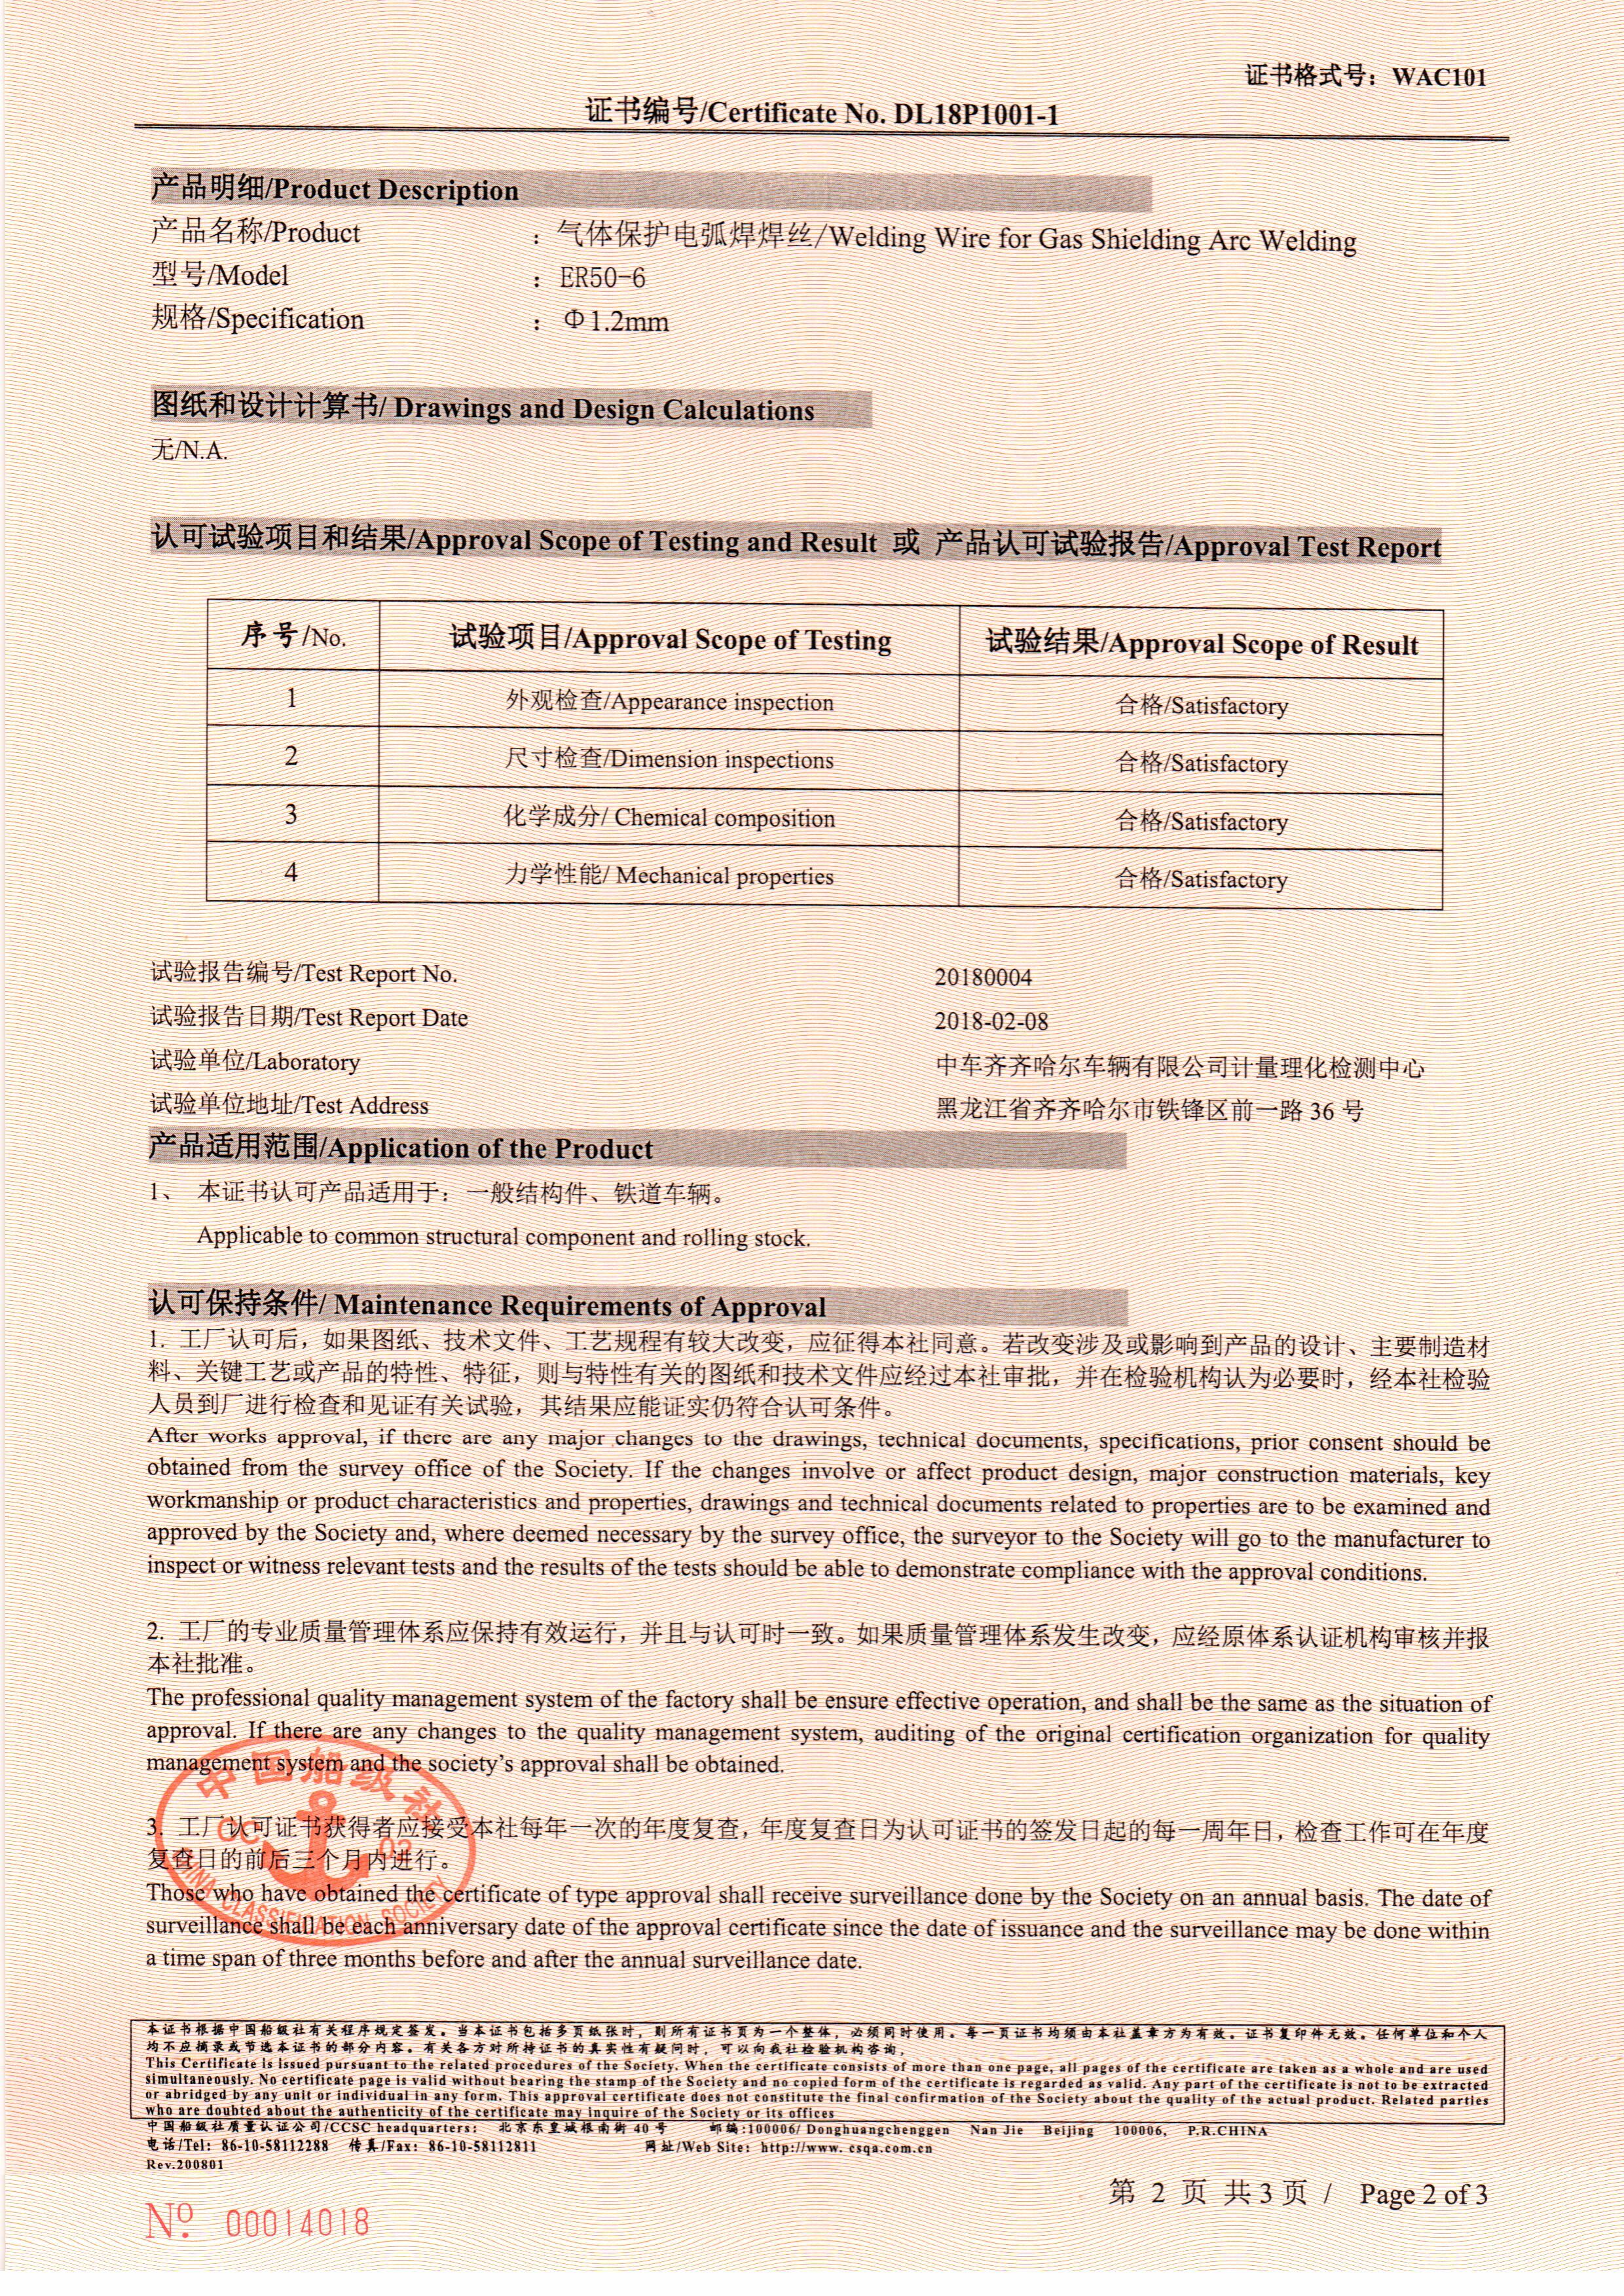 证书格式号：WAC101
证书编号/Certificate No. DL18P1001-1
产品明细/Product Description
产品名称/Product ：气体保护电弧焊焊丝/Welding Wire for Gas Shielding Arc Welding
型号/Model ：ER50-6
规格/Specification ：Φ1.2mm
图纸和设计计算书/ Drawings and Design Calculations
无/N.A.
认可试验项目和结果/Approval Scope of Testing and Result 或 产品认可试验报告/Approval Test Report
序号/No. 试验项目/Approval Scope of Testing 试验结果/Approval Scope of Result
1 外观检查/Appearance inspection 合格/Satisfactory
2 尺寸检查/Dimension inspections 合格/Satisfactory
3 化学成分/ Chemical composition 合格/Satisfactory
4 力学性能/ Mechanical properties 合格/Satisfactory
试验报告编号/Test Report No. 20180004
试验报告日期/Test Report Date 2018-02-08
试验单位/Laboratory 中车齐齐哈尔车辆有限公司计量理化检测中心
试验单位地址/Test Address 黑龙江省齐齐哈尔市铁锋区前一路 36 号
产品适用范围/Application of the Product
1、 本证书认可产品适用于：一般结构件、铁道车辆。
Applicable to common structural component and rolling stock.
认可保持条件/ Maintenance Requirements of Approval
1. 工厂认可后，如果图纸、技术文件、工艺规程有较大改变，应征得本社同意。若改变涉及或影响到产品的设计、主要制造材
料、关键工艺或产品的特性、特征，则与特性有关的图纸和技术文件应经过本社审批，并在检验机构认为必要时，经本社检验
人员到厂进行检查和见证有关试验，其结果应能证实仍符合认可条件。
After works approval, if there are any major changes to the drawings, technical documents, specifications, prior consent should be
obtained from the survey office of the Society. If the changes involve or affect product design, major construction materials, key
workmanship or product characteristics and properties, drawings and technical documents related to properties are to be examined and
approved by the Society and, where deemed necessary by the survey office, the surveyor to the Society will go to the manufacturer to
inspect or witness relevant tests and the results of the tests should be able to demonstrate compliance with the approval conditions.
2. 工厂的专业质量管理体系应保持有效运行，并且与认可时一致。如果质量管理体系发生改变，应经原体系认证机构审核并报
本社批准。
The professional quality management system of the factory shall be ensure effective operation, and shall be the same as the situation of
approval. If there are any changes to the quality management system, auditing of the original certification organization for quality
management system and the society's approval shall be obtained.
中国船级社
3. 工厂认可证书获得者应接受本社每年一次的年度复查，年度复查日为认可证书的签发日起的每一周年日，检查工作可在年度
CC 02
复查日的前后三个月内进行。
Those who have obtained the certificate of type approval shall receive surveillance done by the Society on an annual basis. The date of
CHINA CLASSIFICATION SOCIETY
surveillance shall be each anniversary date of the approval certificate since the date of issuance and the surveillance may be done within
a time span of three months before and after the annual surveillance date.
本证书根据中国船级社有关程序规定签发。当本证书包括多页纸张时，则所有证书页为一个整体，必须同时使用。每一页证书均须由本社盖章方为有效。证书复印件无效。任何单位和个人
均不应摘录或节选本证书的部分内容。有关各方对所持证书的真实性有疑问时，可以向我社检验机构咨询。
This Certificate is issued pursuant to the related procedures of the Society. When the certificate consists of more than one page, all pages of the certificate are taken as a whole and are used
simultaneously. No certificate page is valid without bearing the stamp of the Society and no copied form of the certificate is regarded as valid. Any part of the certificate is not to be extracted
or abridged by any unit or individual in any form. This approval certificate does not constitute the final confirmation of the Society about the quality of the actual product. Related parties
who are doubted about the authenticity of the certificate may inquire of the Society or its offices
中国船级社质量认证公司/CCSC headquarters: 北京东皇城根南街 40 号 邮编:100006/ Donghuangchenggen Nan Jie Beijing 100006, P.R.CHINA
电话/Tel: 86-10-58112288 传真/Fax: 86-10-58112811 网址/Web Site: http://www. csqa.com.cn
Rev.200801
第 2 页 共 3 页 / Page 2 of 3
Nº. 00014018